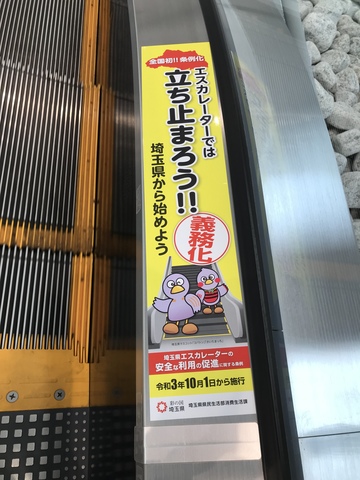 全国初!!条例化
エスカレーターでは
立ち止まろう!!
埼玉県から始めよう
義務化
埼玉県エスカレーターの
安全な利用の促進に関する条例
令和3年10月1日から施行
彩の国
埼玉県
埼玉県県民生活部消費生活課